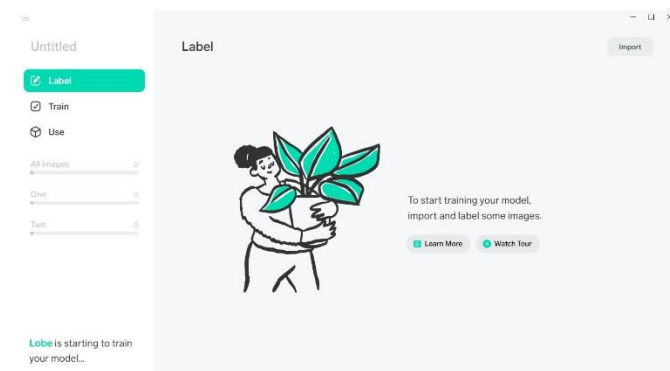 Untitled
Label
Train
Use
All Images 0
One 0
Two 0
Lobe is starting to train
your model...
Label
Import
To start training your model,
import and label some images.
Learn More
Watch Tour